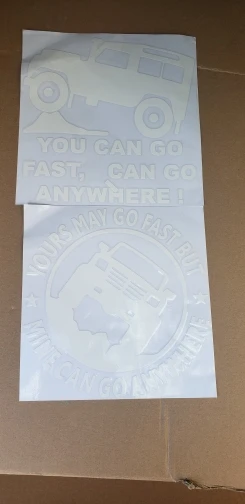 YOU CAN GO
FAST, CAN GO
ANYWHERE !
YOURS MAY GO FAST BUT
MINE CAN GO ANYWHERE